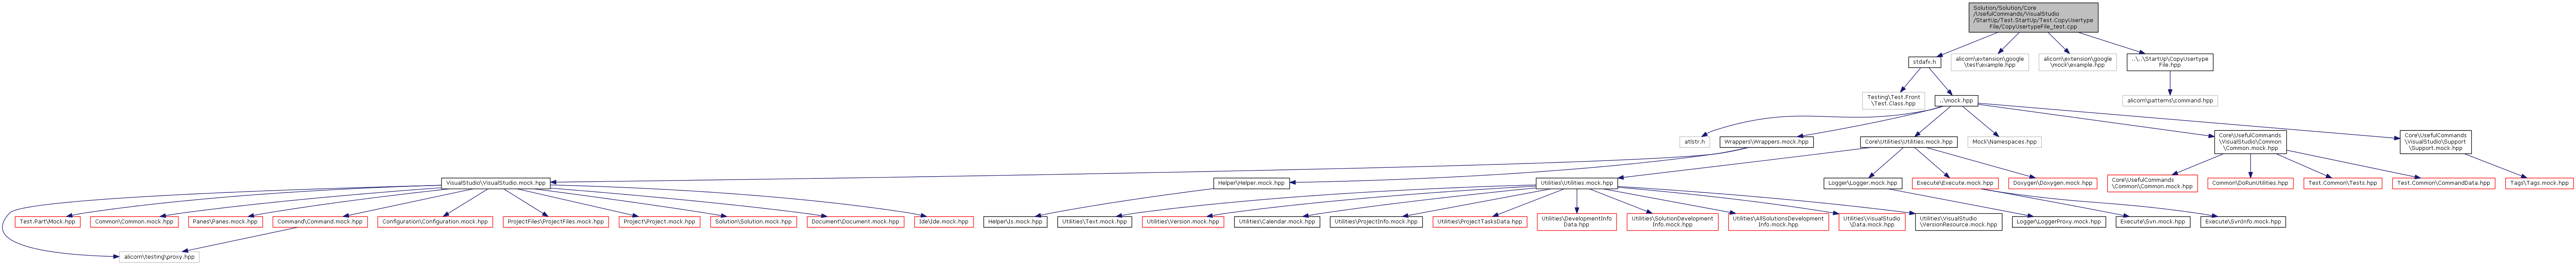 Solution/Solution/Core
/UsefulCommands/VisualStudio
/StartUp/Test.StartUp/Test.CopyUsertype
File/CopyUsertypeFile_test.cpp
stdafx.h
alicorn\extension\google
\test\example.hpp
alicorn\extension\google
\mock\example.hpp
..\..\StartUp\CopyUsertype
File.hpp
Testing\Test.Front
\Test.Class.hpp
..\mock.hpp
alicorn\patterns\command.hpp
atlstr.h
Wrappers\Wrappers.mock.hpp
Core\Utilities\Utilities.mock.hpp
Mock\Namespaces.hpp
Core\UsefulCommands
\VisualStudio\Common
\Common.mock.hpp
Core\UsefulCommands
\VisualStudio\Support
\Support.mock.hpp
VisualStudio\VisualStudio.mock.hpp
Helper\Helper.mock.hpp
Utilities\Utilities.mock.hpp
Logger\Logger.mock.hpp
Execute\Execute.mock.hpp
Doxygen\Doxygen.mock.hpp
Core\UsefulCommands
\Common\Common.mock.hpp
Common\DoRunUtilities.hpp
Test.Common\Tests.hpp
Test.Common\CommandData.hpp
Tags\Tags.mock.hpp
Test.Part\Mock.hpp
Common\Common.mock.hpp
Panes\Panes.mock.hpp
Command\Command.mock.hpp
Configuration\Configuration.mock.hpp
ProjectFiles\ProjectFiles.mock.hpp
Project\Project.mock.hpp
Solution\Solution.mock.hpp
Document\Document.mock.hpp
Ide\Ide.mock.hpp
Helper\Is.mock.hpp
Utilities\Text.mock.hpp
Utilities\Version.mock.hpp
Utilities\Calendar.mock.hpp
Utilities\ProjectInfo.mock.hpp
Utilities\ProjectTasksData.hpp
Utilities\DevelopmentInfo
Data.mock.hpp
Utilities\SolutionDevelopment
Info.mock.hpp
Utilities\AllSolutionsDevelopment
Info.mock.hpp
Utilities\VisualStudio
\Data.mock.hpp
Utilities\VisualStudio
\VersionResource.mock.hpp
Logger\LoggerProxy.mock.hpp
Execute\Svn.mock.hpp
Execute\SvnInfo.mock.hpp
alicorn\testing\proxy.hpp